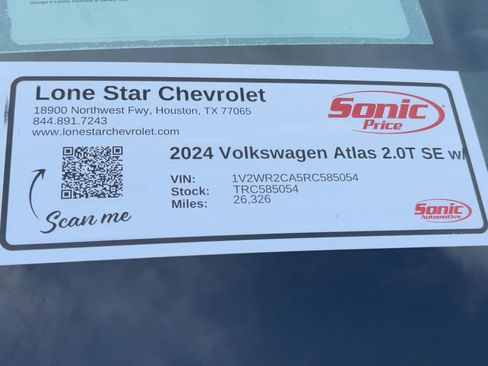 Lone Star Chevrolet
18900 Northwest Fwy, Houston, TX 77065
844.891.7243
www.lonestarchevrolet.com
Sonic
Price
2024 Volkswagen Atlas 2.0T SE w/
VIN: 1V2WR2CA5RC585054
Stock: TRC585054
Miles: 26,326
Scan me
Sonic
Automotive